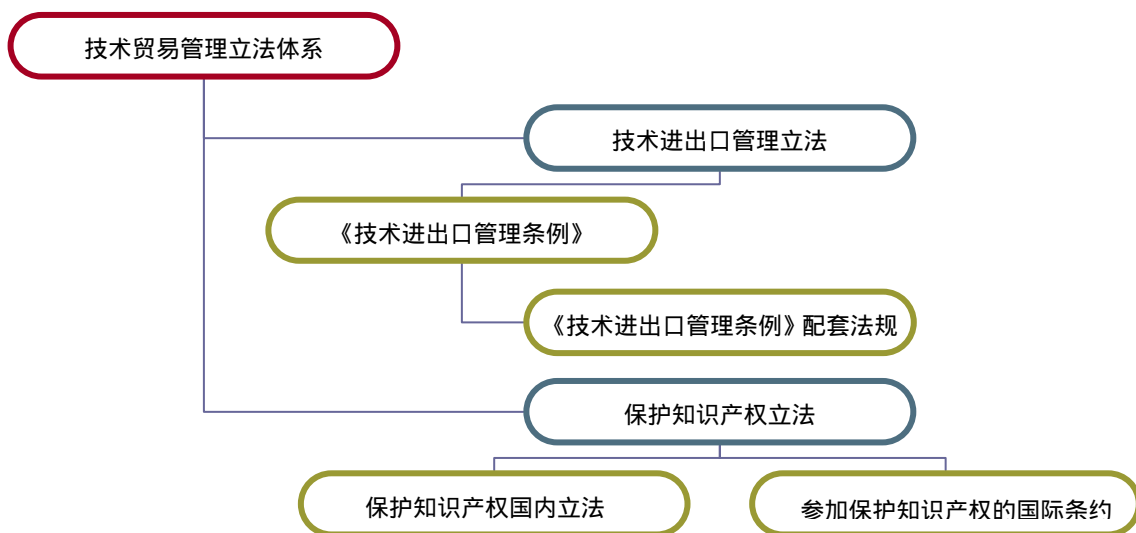 技术贸易管理立法体系
技术进出口管理立法
《技术进出口管理条例》
《技术进出口管理条例》配套法规
保护知识产权立法
保护知识产权国内立法
参加保护知识产权的国际条约